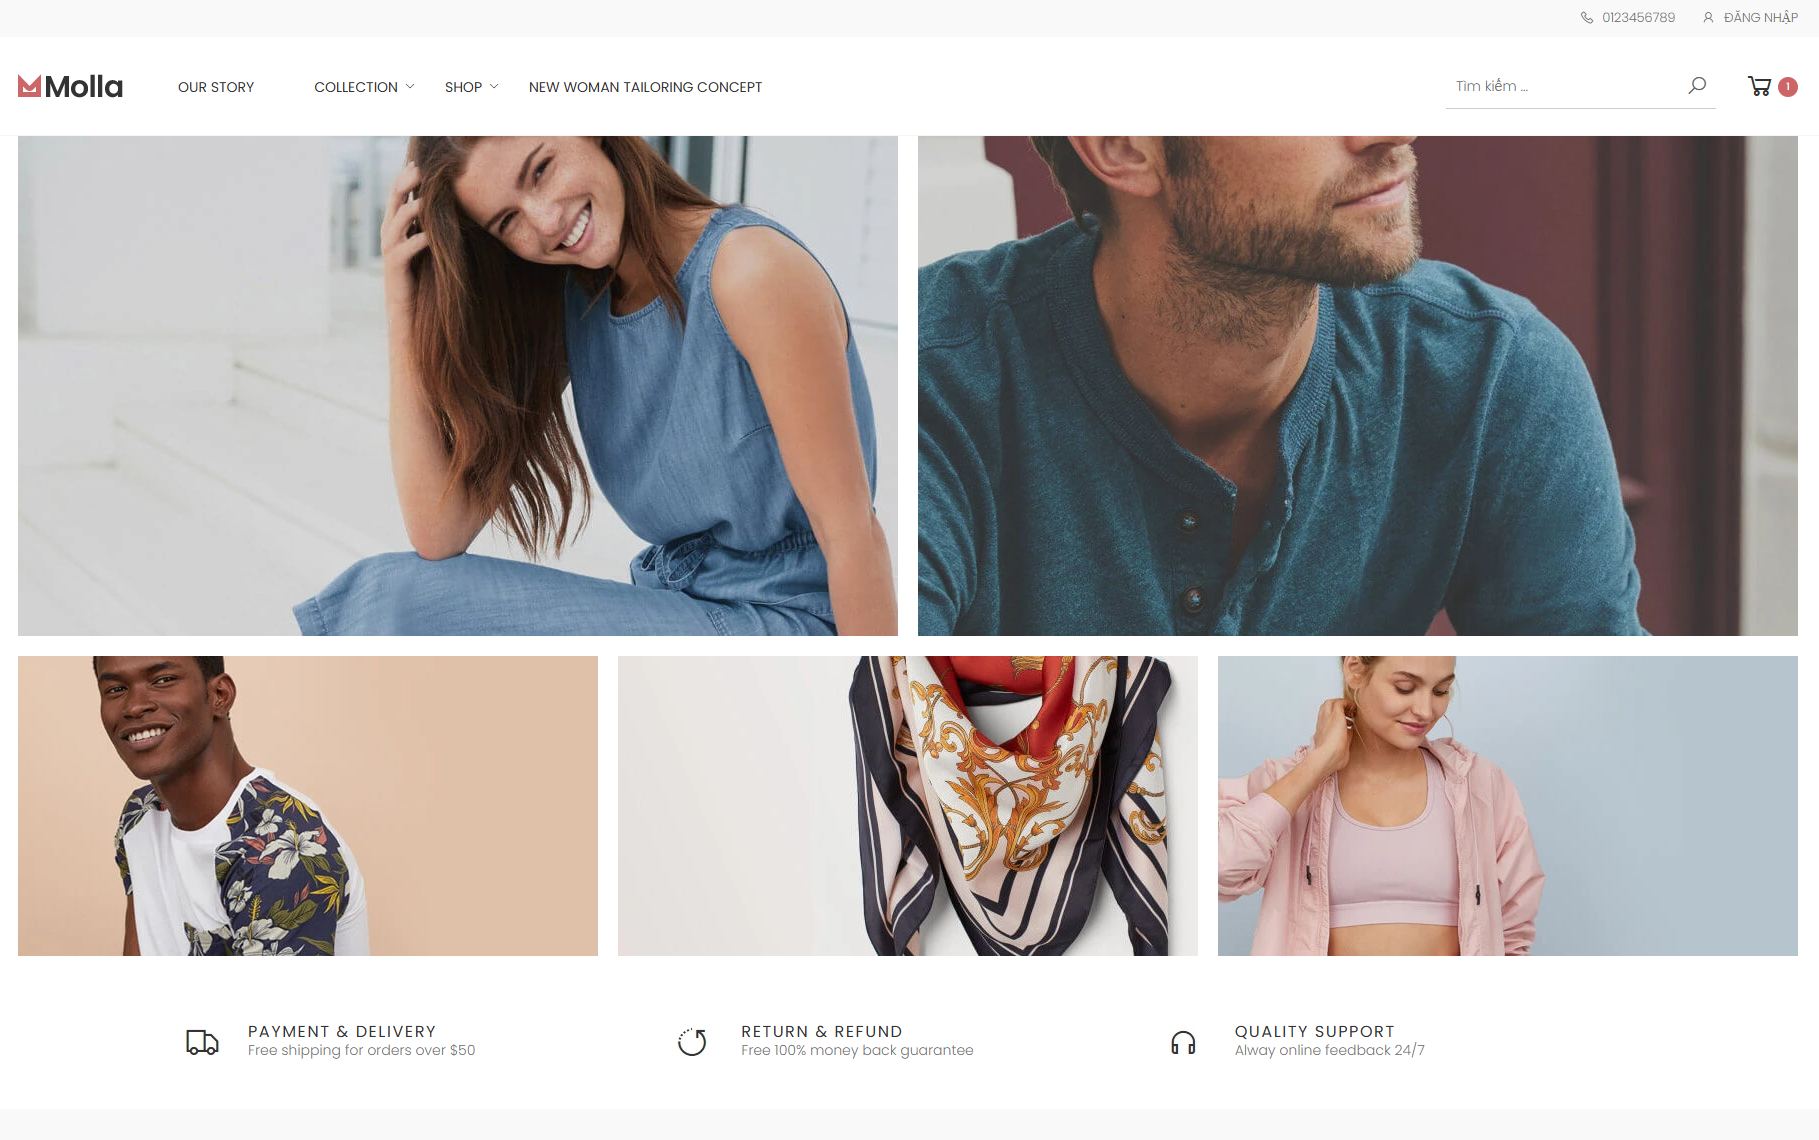 0123456789 ĐĂNG NHẬP
Molla OUR STORY COLLECTION SHOP NEW WOMAN TAILORING CONCEPT Tìm kiếm ... 1
PAYMENT & DELIVERY
Free shipping for orders over $50
RETURN & REFUND
Free 100% money back guarantee
QUALITY SUPPORT
Alway online feedback 24/7